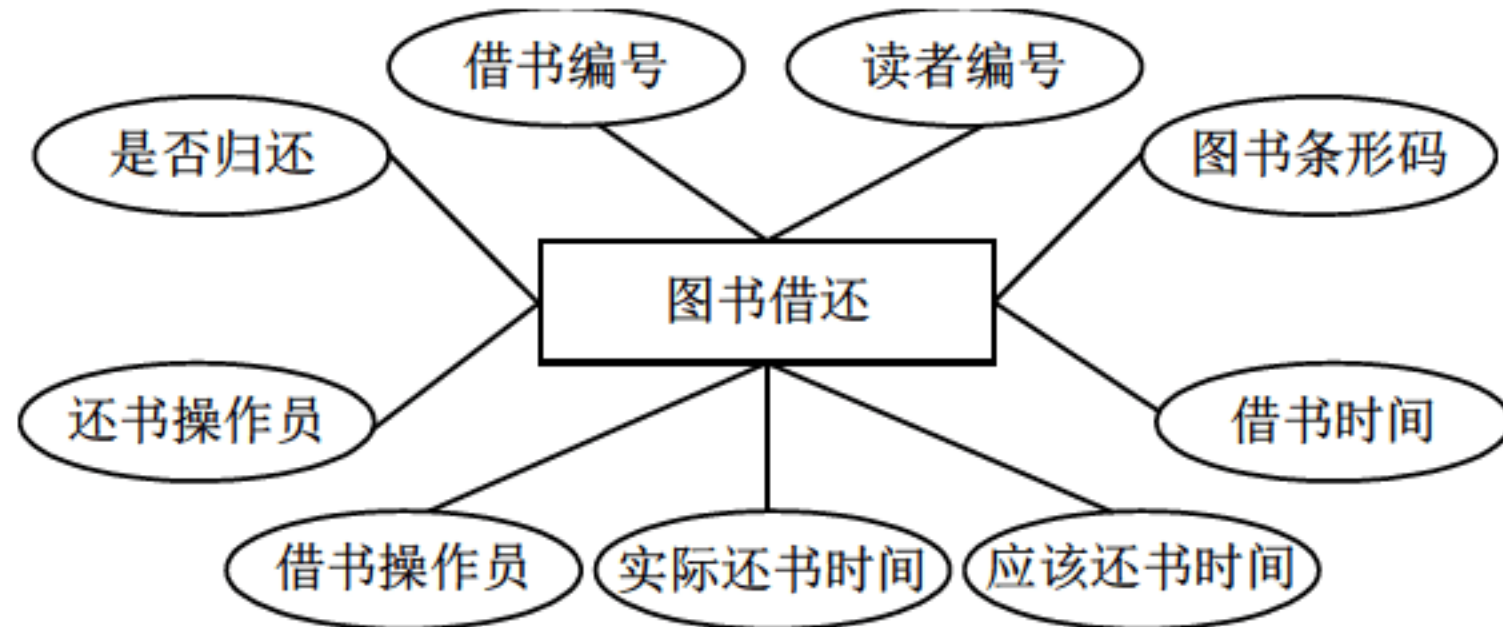 借书编号
读者编号
是否归还
图书条形码
图书借还
还书操作员
借书时间
借书操作员
实际还书时间
应该还书时间